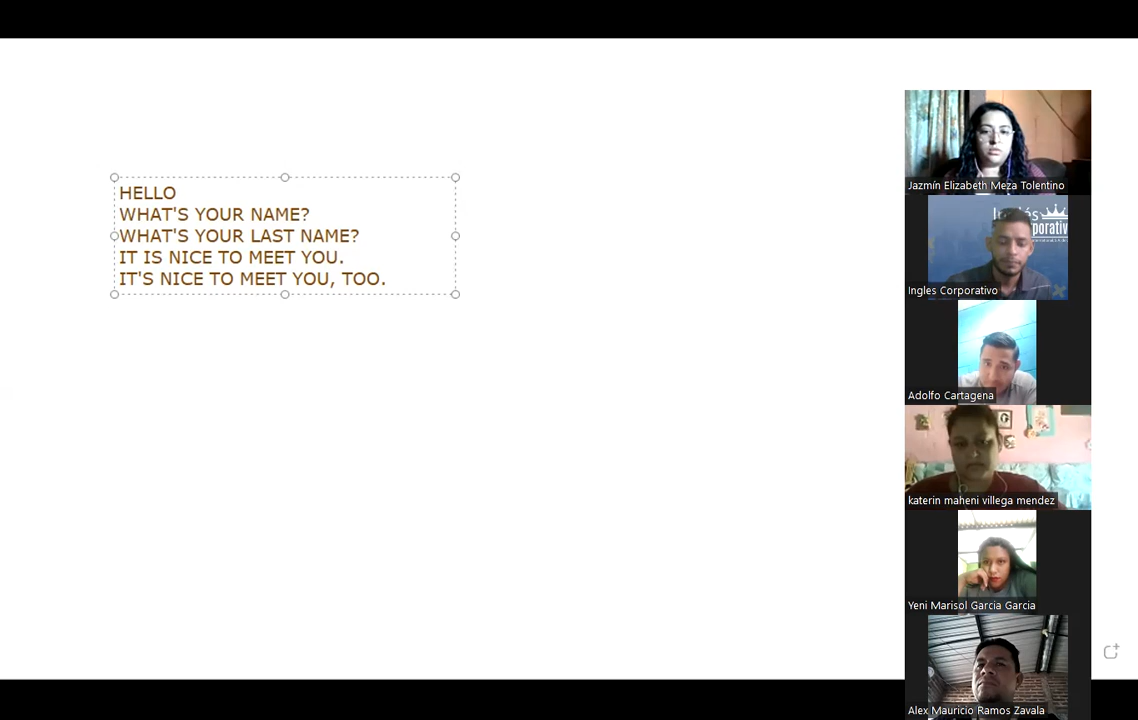 HELLO
WHAT'S YOUR NAME?
WHAT'S YOUR LAST NAME?
IT IS NICE TO MEET YOU.
IT'S NICE TO MEET YOU, TOO.
Jazmín Elizabeth Meza Tolentino
Ingles Corporativo
Adolfo Cartagena
katerin maheni villega mendez
Yeni Marisol Garcia Garcia
Alex Mauricio Ramos Zavala